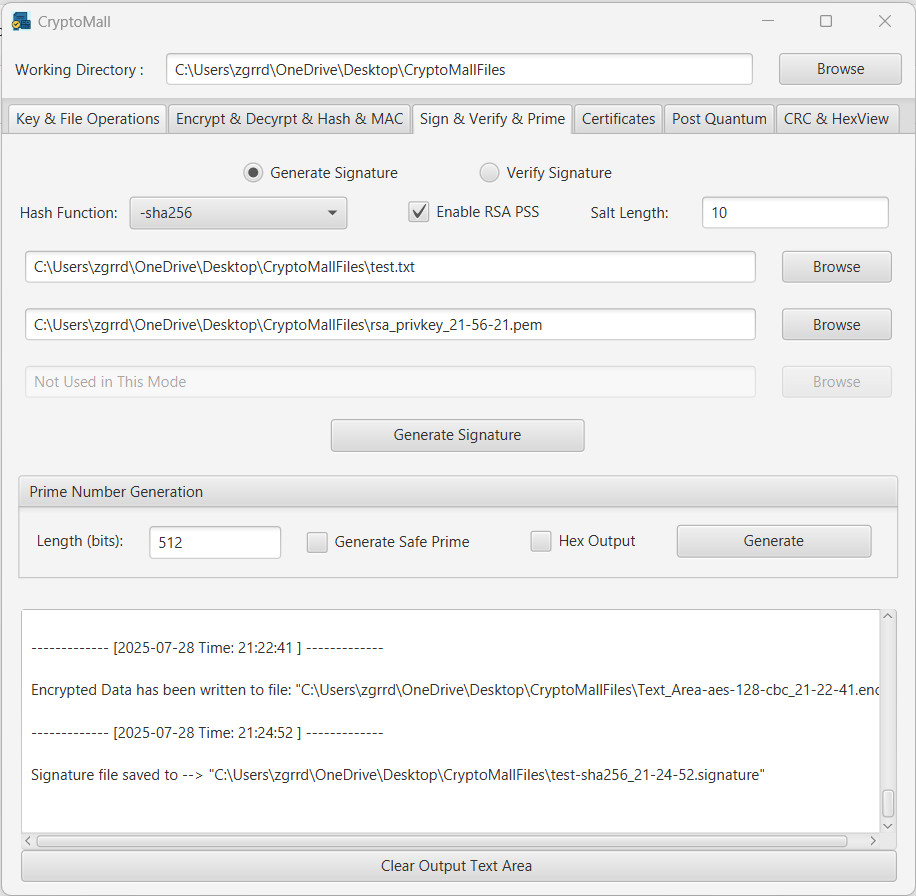 CryptoMall
Working Directory : C:\Users\zgrrd\OneDrive\Desktop\CryptoMallFiles Browse
Key & File Operations Encrypt & Decyrpt & Hash & MAC Sign & Verify & Prime Certificates Post Quantum CRC & HexView
Generate Signature Verify Signature
Hash Function: -sha256 Enable RSA PSS Salt Length: 10
C:\Users\zgrrd\OneDrive\Desktop\CryptoMallFiles\test.txt Browse
C:\Users\zgrrd\OneDrive\Desktop\CryptoMallFiles\rsa_privkey_21-56-21.pem Browse
Not Used in This Mode Browse
Generate Signature
Prime Number Generation
Length (bits): 512 Generate Safe Prime Hex Output Generate
------------- [2025-07-28 Time: 21:22:41 ] -------------
Encrypted Data has been written to file: "C:\Users\zgrrd\OneDrive\Desktop\CryptoMallFiles\Text_Area-aes-128-cbc_21-22-41.enc
------------- [2025-07-28 Time: 21:24:52 ] -------------
Signature file saved to --> "C:\Users\zgrrd\OneDrive\Desktop\CryptoMallFiles\test-sha256_21-24-52.signature"
Clear Output Text Area